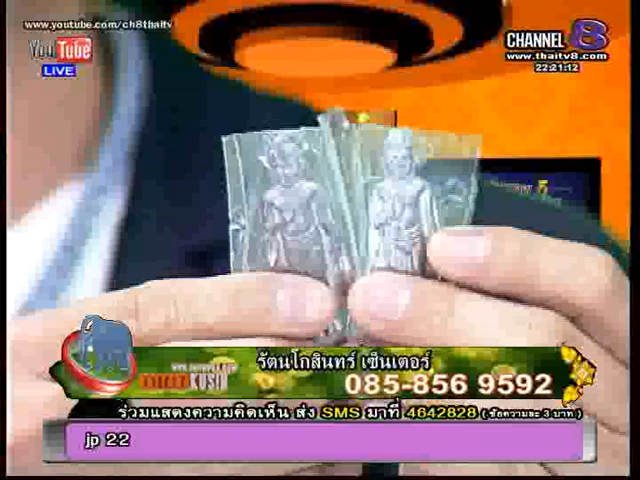 www.youtube.com/ch8thaitv
YouTube
LIVE
CHANNEL 8
www.thaitv8.com
22:21:12
รัตนโกสินทร์ เซ็นเตอร์
085-856 9592
ร่วมแสดงความคิดเห็น ส่ง SMS มาที่ 4642828 ( ข้อความละ 3 บาท )
jp 22